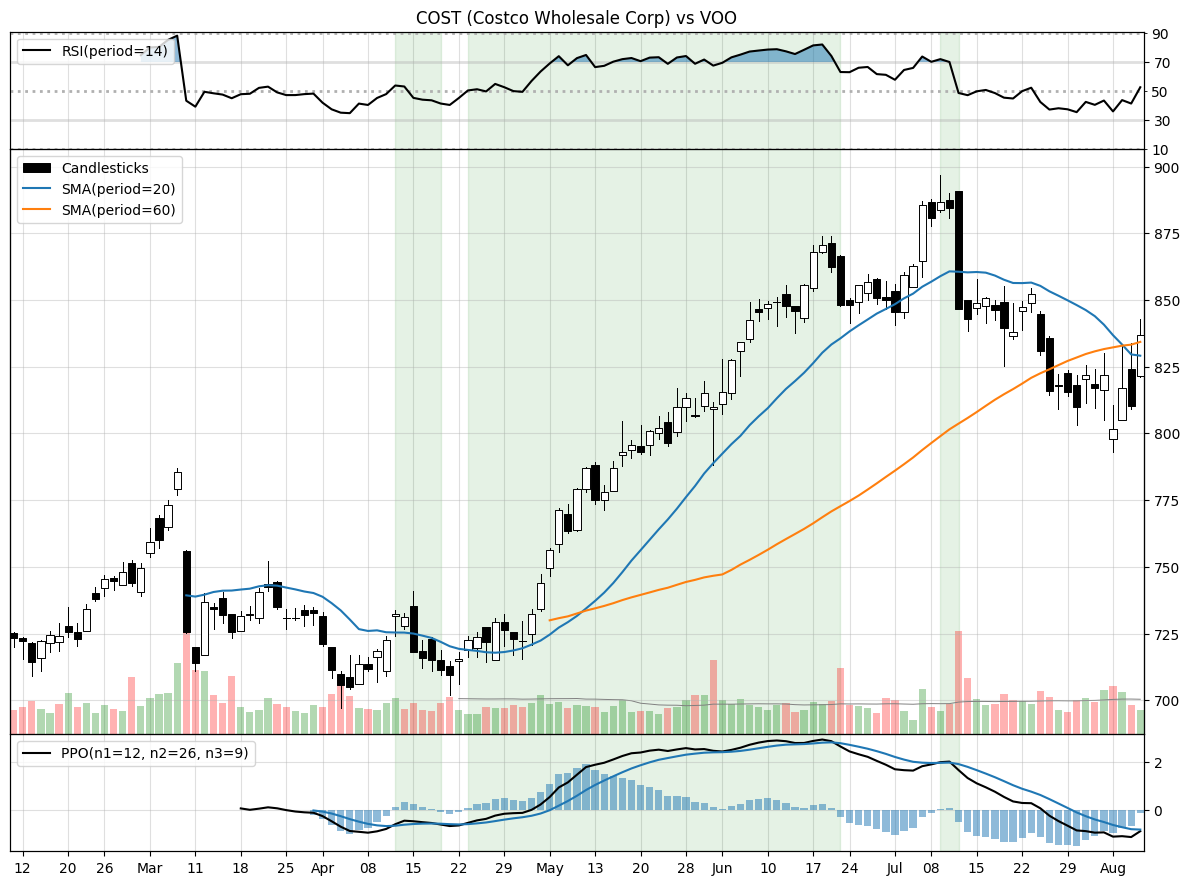 COST (Costco Wholesale Corp) vs VOO
RSI(period=14)
90
70
50
30
10
Candlesticks
SMA(period=20)
SMA(period=60)
900
875
850
825
800
775
750
725
700
PPO(n1=12, n2=26, n3=9)
2
0
12 20 26 Mar 11 18 25 Apr 08 15 22 29 May 13 20 28 Jun 10 17 24 Jul 08 15 22 29 Aug